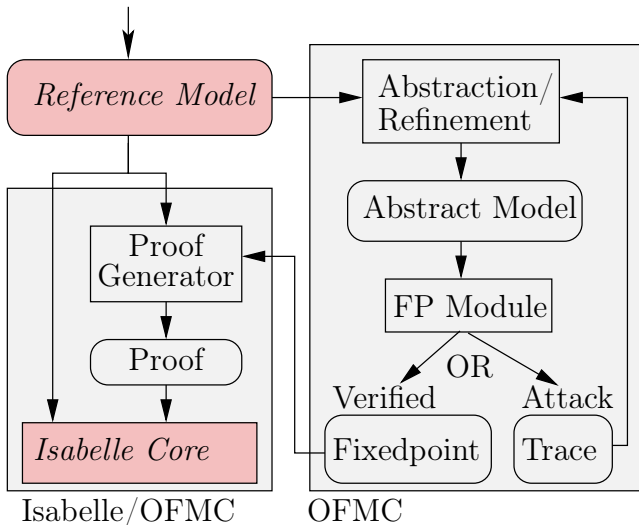 Reference Model
Abstraction/
Refinement
Abstract Model
Proof
Generator
FP Module
Proof
OR
Verified
Attack
Isabelle Core
Fixedpoint
Trace
Isabelle/OFMC
OFMC